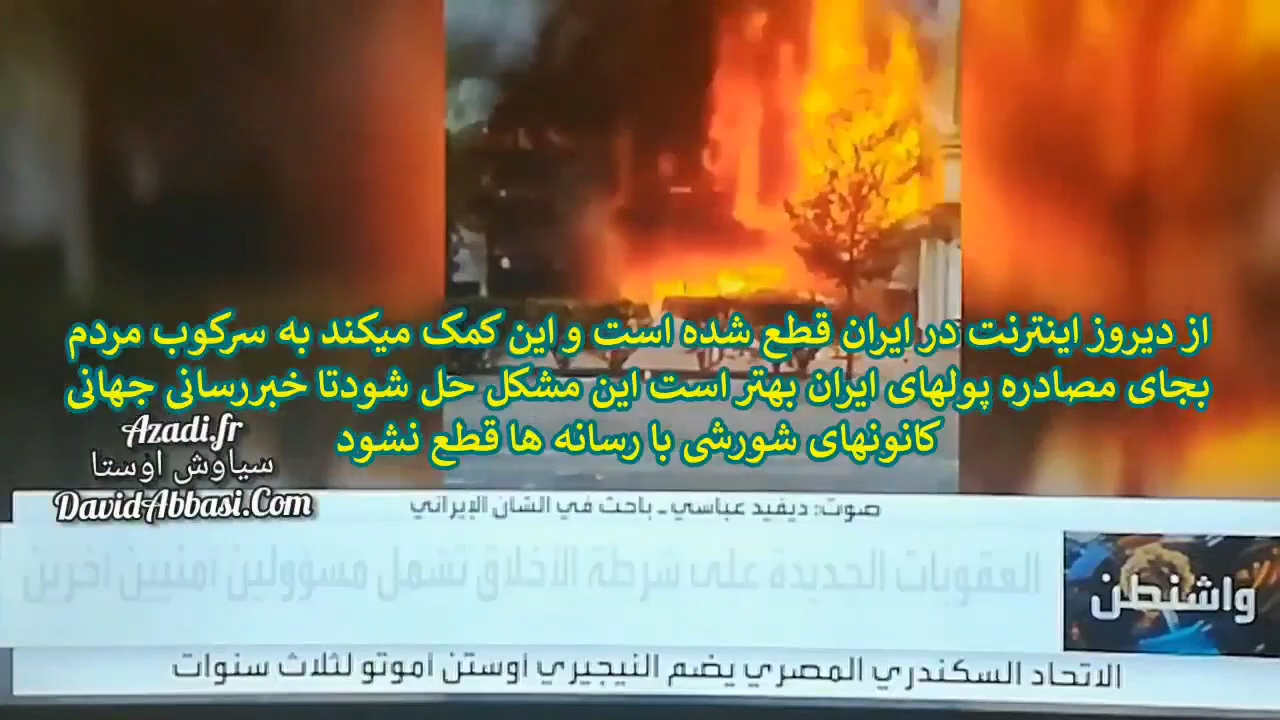 از دیروز اینترنت در ایران قطع شده است و این کمک میکند به سرکوب مردم
بجای مصادره پولهای ایران بهتر است این مشکل حل شودتا خبررسانی جهانی
کانونهای شورشی با رسانه ها قطع نشود
Azadi.fr
سیاوش اوستا
DavidAbbasi.Com
صوت: ديفيد عباسي - باحث في الشأن الإيراني
العقوبات الجديدة على شرطة الأخلاق تشمل مسؤولين أمنيين آخرين
واشنطن
الاتحاد السكندري المصري يضم النيجيري أوستن أموتو لثلاث سنوات